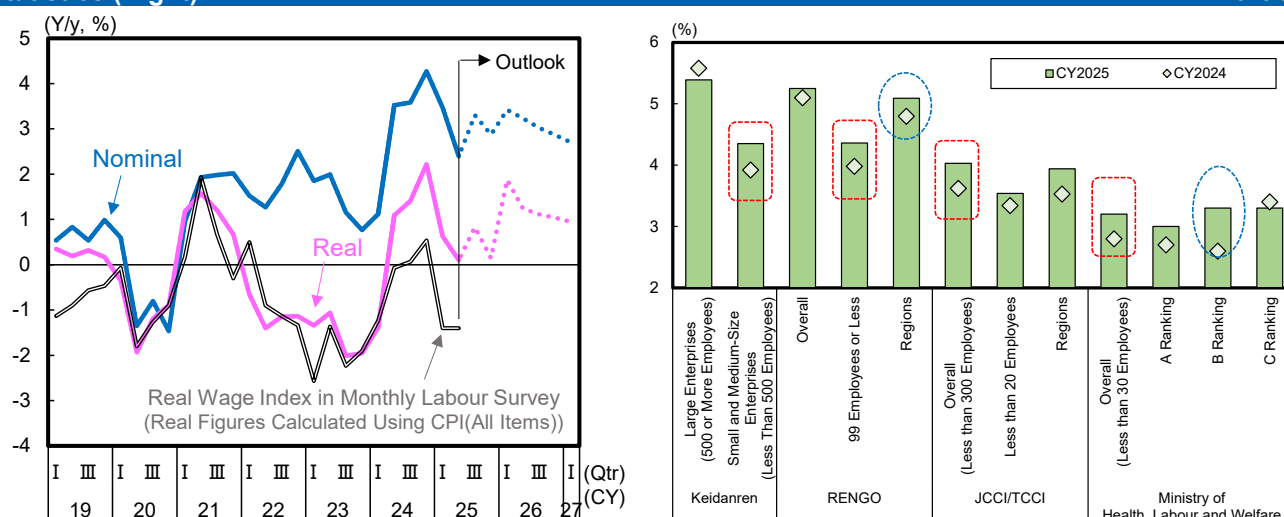 (Y/y, %)
5
4
3
2
1
0
-1
-2
-3
-4
Outlook
Nominal
Real
Real Wage Index in Monthly Labour Survey
(Real Figures Calculated Using CPI(All Items))
I Ⅲ I Ⅲ I Ⅲ I Ⅲ I Ⅲ I Ⅲ I Ⅲ I Ⅲ I (Qtr)
19 20 21 22 23 24 25 26 27 (CY)
(%)
6
5
4
3
2
CY2025 CY2024
Large Enterprises
(500 or More Employees)
Small and Medium-Size
Enterprises
(Less Than 500 Employees)
Overall
99 Employees or Less
Regions
Overall
(Less than 300 Employees)
Less than 20 Employees
Regions
Overall
(Less than 30 Employees)
A Ranking
B Ranking
C Ranking
Keidanren
RENGO
JCCI/TCCI
Ministry of
Health, Labour and Welfare